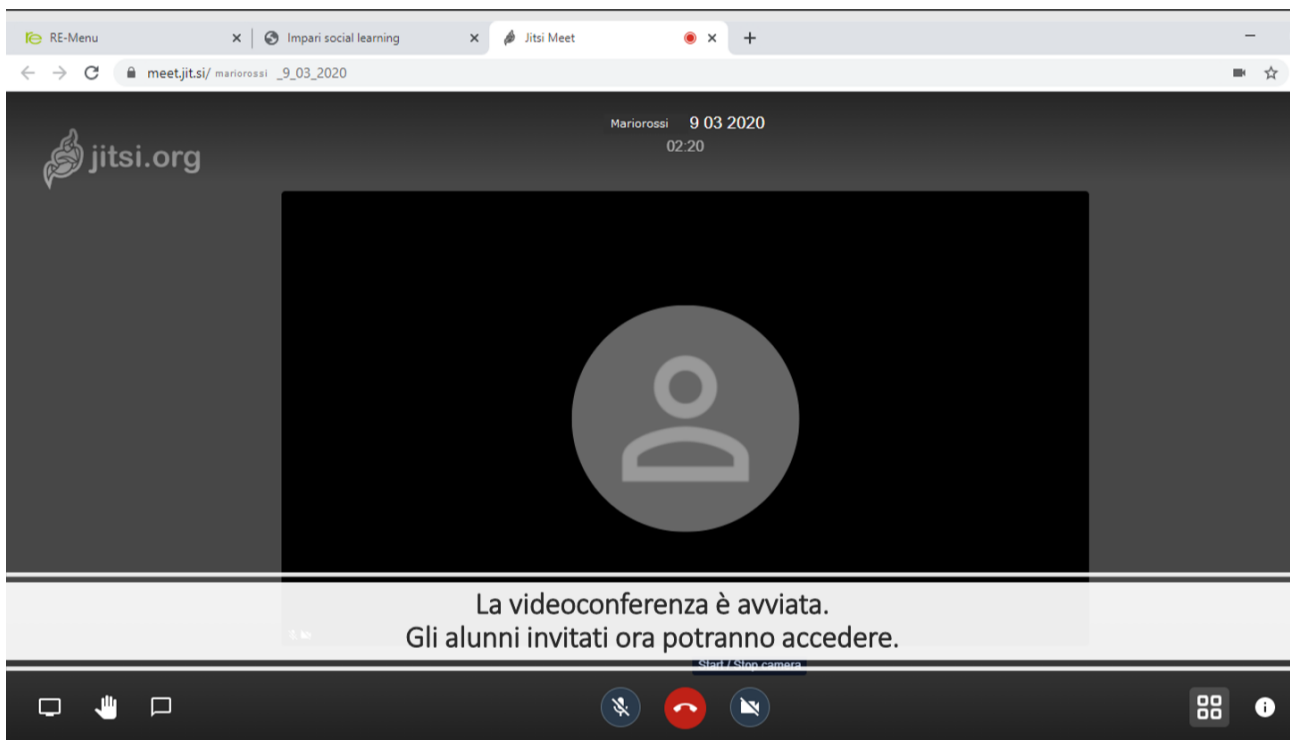 RE-Menu
Impari social learning
Jitsi Meet
meet.jit.si/ mariorossi _9_03_2020
Mariorossi 9 03 2020
02:20
jitsi.org
La videoconferenza è avviata.
Gli alunni invitati ora potranno accedere.
Start / Stop camera